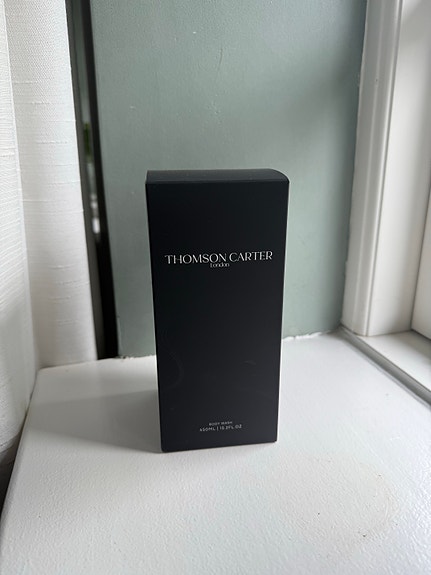 THOMSON CARTER
London
BODY WASH
450ML | 15.2FL.OZ